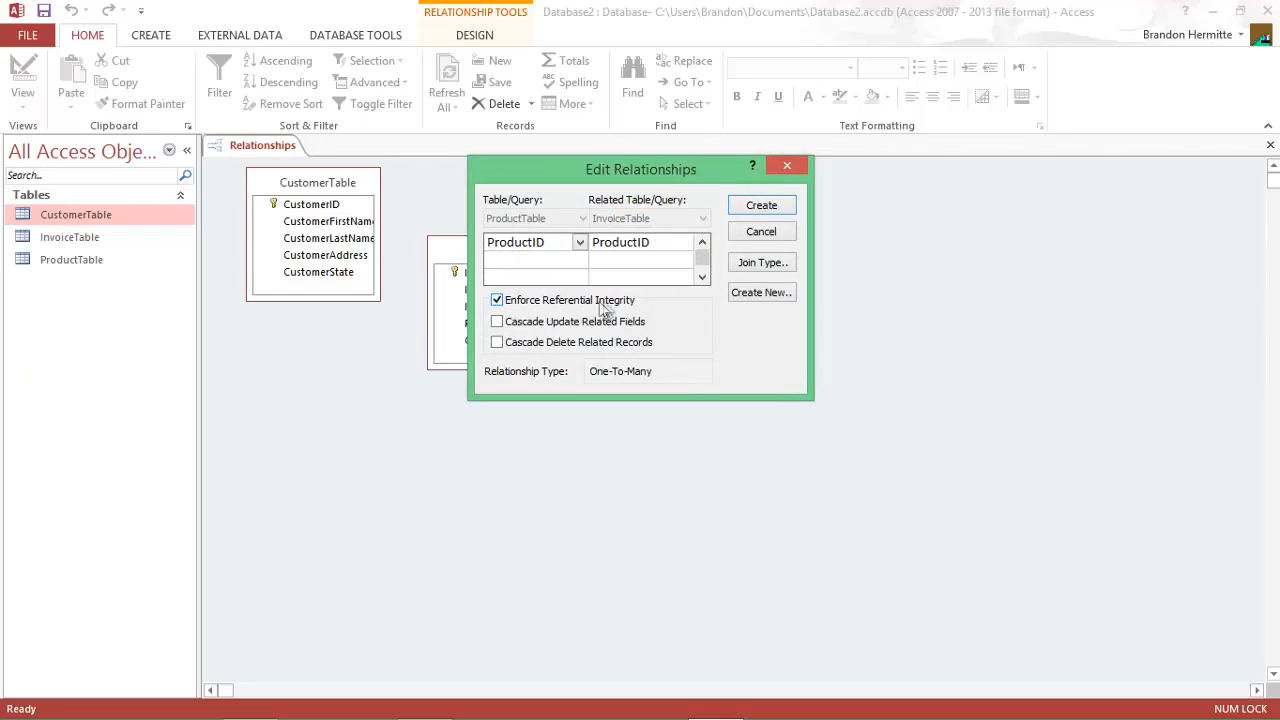 RELATIONSHIP TOOLS
Database2 : Database- C:\Users\Brandon\Documents\Database2.accdb (Access 2007 - 2013 file format) - Access
FILE HOME CREATE EXTERNAL DATA DATABASE TOOLS DESIGN
Brandon Hermitte
View
Views
Paste
Cut
Copy
Format Painter
Clipboard
Filter
Ascending
Descending
Remove Sort
Selection
Advanced
Toggle Filter
Sort & Filter
Refresh
All
New
Save
Delete
Totals
Spelling
More
Records
Find
Replace
Go To
Select
Find
B I U A
Text Formatting
All Access Obje...
Search...
Tables
CustomerTable
InvoiceTable
ProductTable
Relationships
CustomerTable
CustomerID
CustomerFirstName
CustomerLastName
CustomerAddress
CustomerState
Edit Relationships
?
Table/Query: Related Table/Query:
ProductTable InvoiceTable
ProductID ProductID
Enforce Referential Integrity
Cascade Update Related Fields
Cascade Delete Related Records
Relationship Type: One-To-Many
Create
Cancel
Join Type..
Create New..
Ready
NUM LOCK